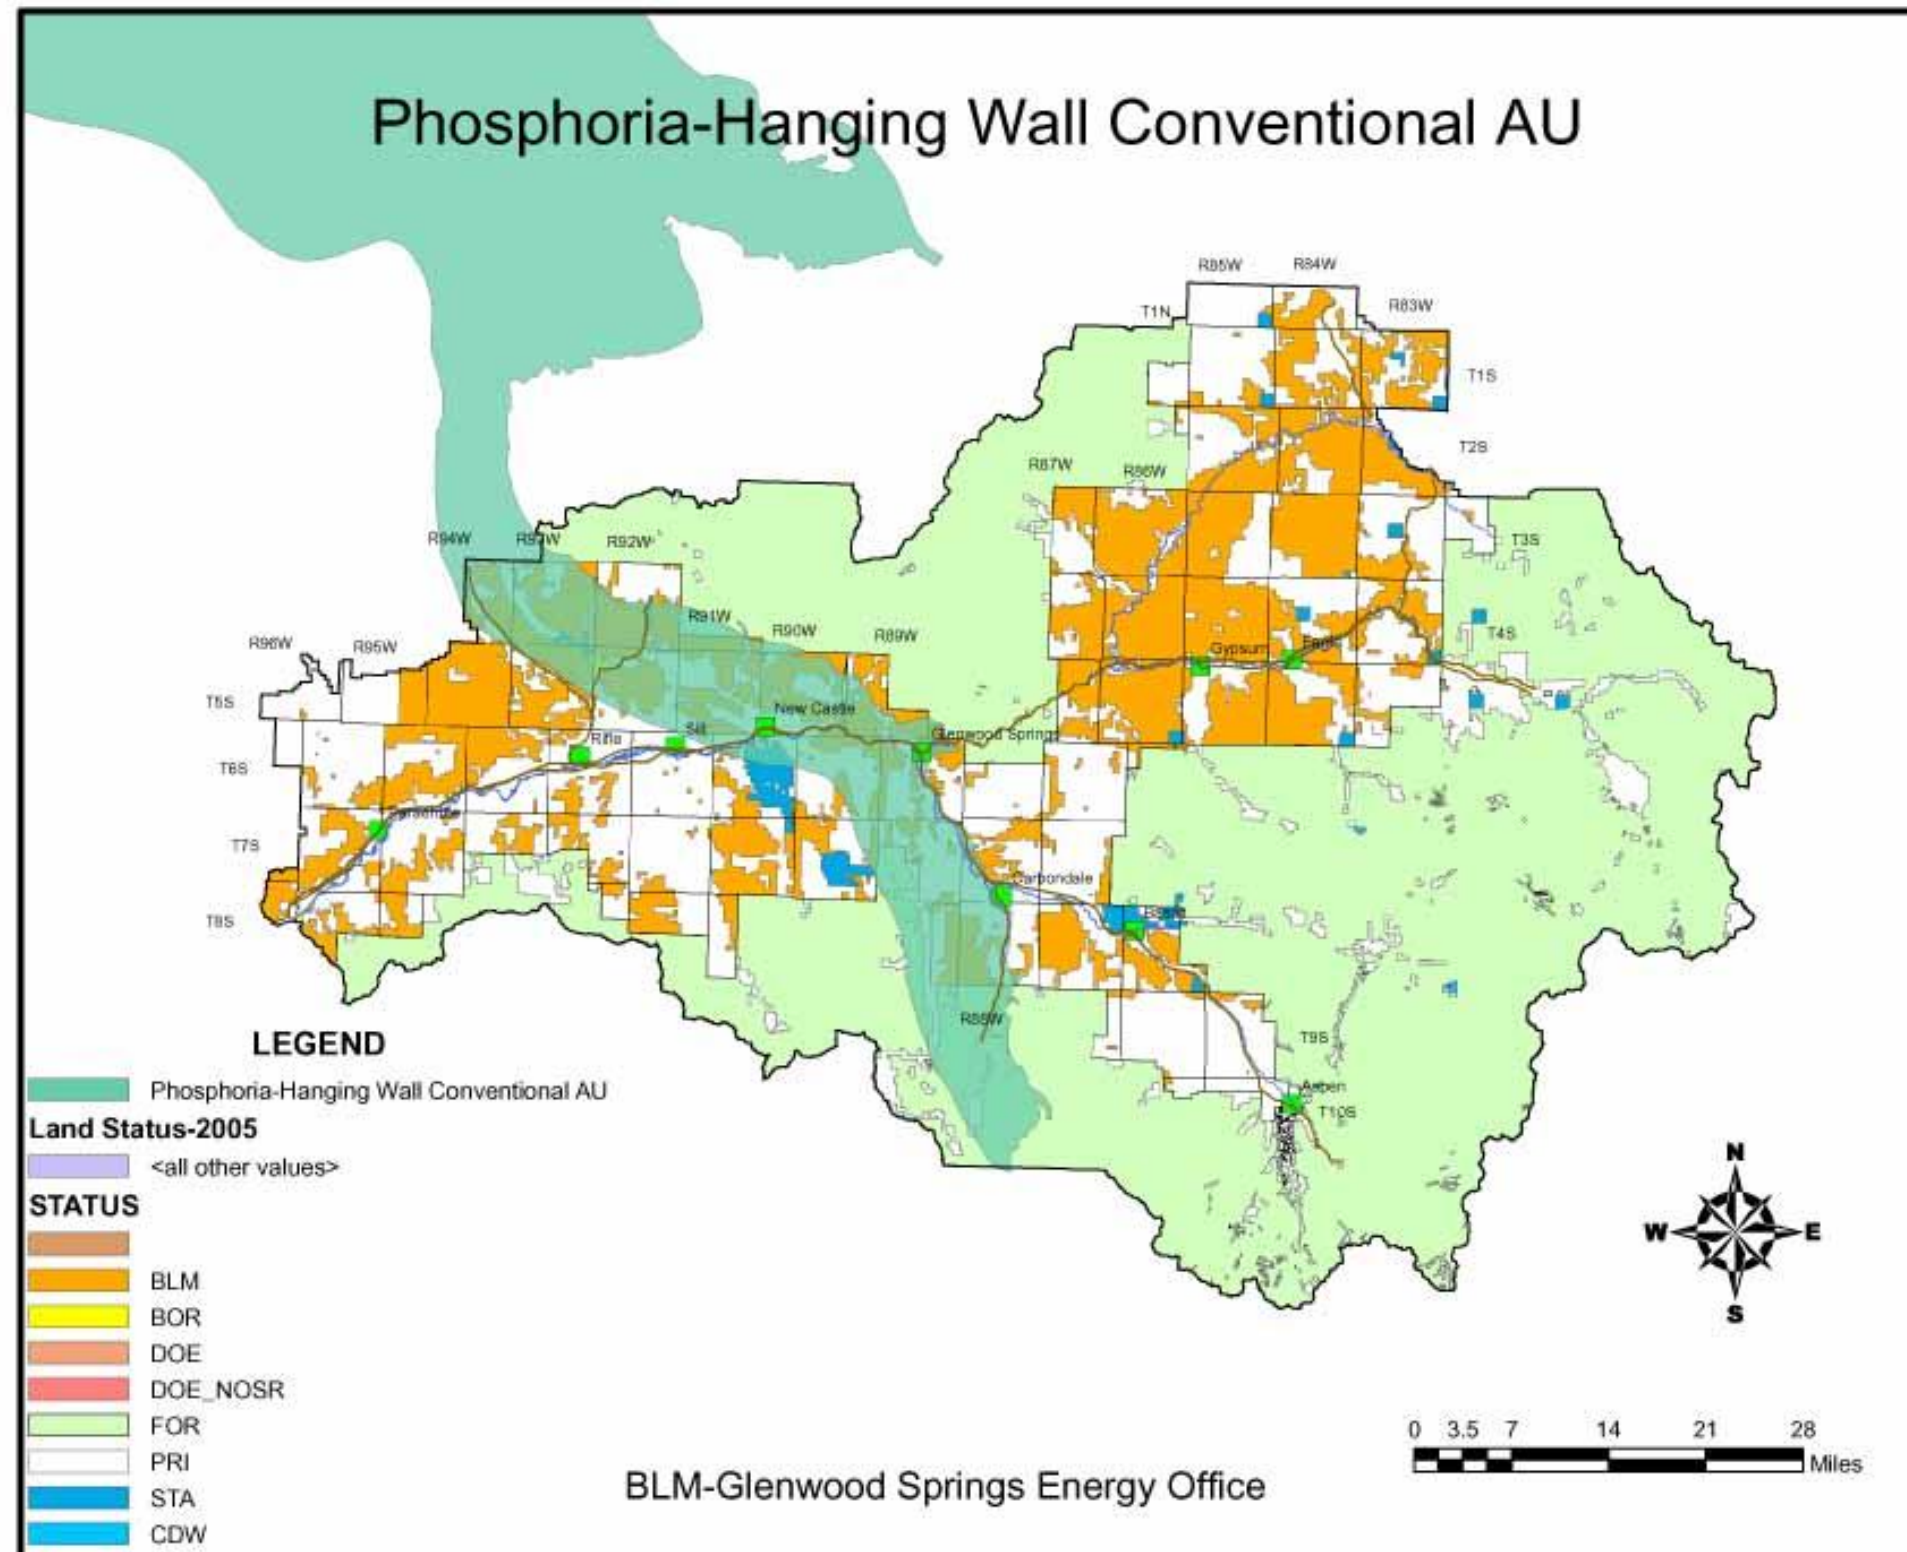 Phosphoria-Hanging Wall Conventional AU
R85W
R84W
R83W
T1N
T1S
T2S
R87W
R86W
R94W
R93W
R92W
T3S
R91W
R90W
R89W
R96W
R95W
T4S
Gypsum
Eagle
T5S
New Castle
Silt
Rifle
Glenwood Springs
T6S
Parachute
T7S
Carbondale
T8S
Basalt
R88W
T9S
Aspen
T10S
LEGEND
Phosphoria-Hanging Wall Conventional AU
Land Status-2005
<all other values>
STATUS
BLM
BOR
DOE
DOE_NOSR
FOR
PRI
STA
CDW
N
W
E
S
0 3.5 7 14 21 28
Miles
BLM-Glenwood Springs Energy Office